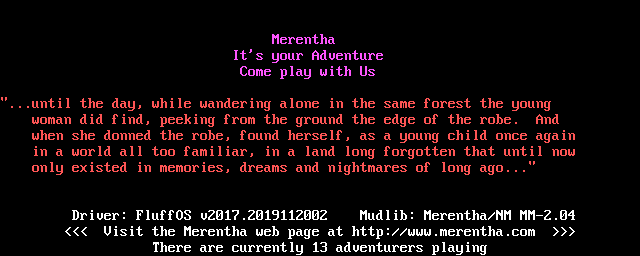 Merentha
It's your Adventure
Come play with Us
"...until the day, while wandering alone in the same forest the young
woman did find, peeking from the ground the edge of the robe.  And
when she donned the robe, found herself, as a young child once again
in a world all too familiar, in a land long forgotten that until now
only existed in memories, dreams and nightmares of long ago..."
Driver: FluffOS v2017.2019112002    Mudlib: Merentha/NM MM-2.04
<<<  Visit the Merentha web page at http://www.merentha.com  >>>
There are currently 13 adventurers playing